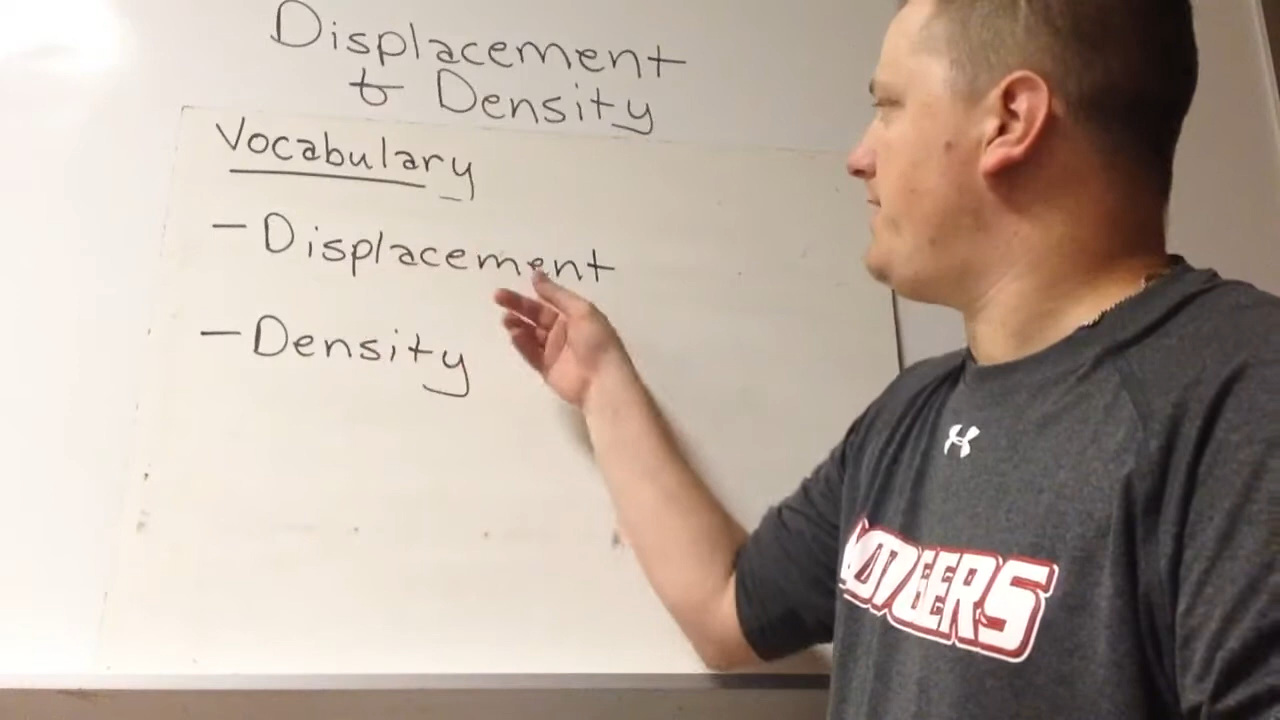 Displacement
& Density
Vocabulary
- Displacement
- Density